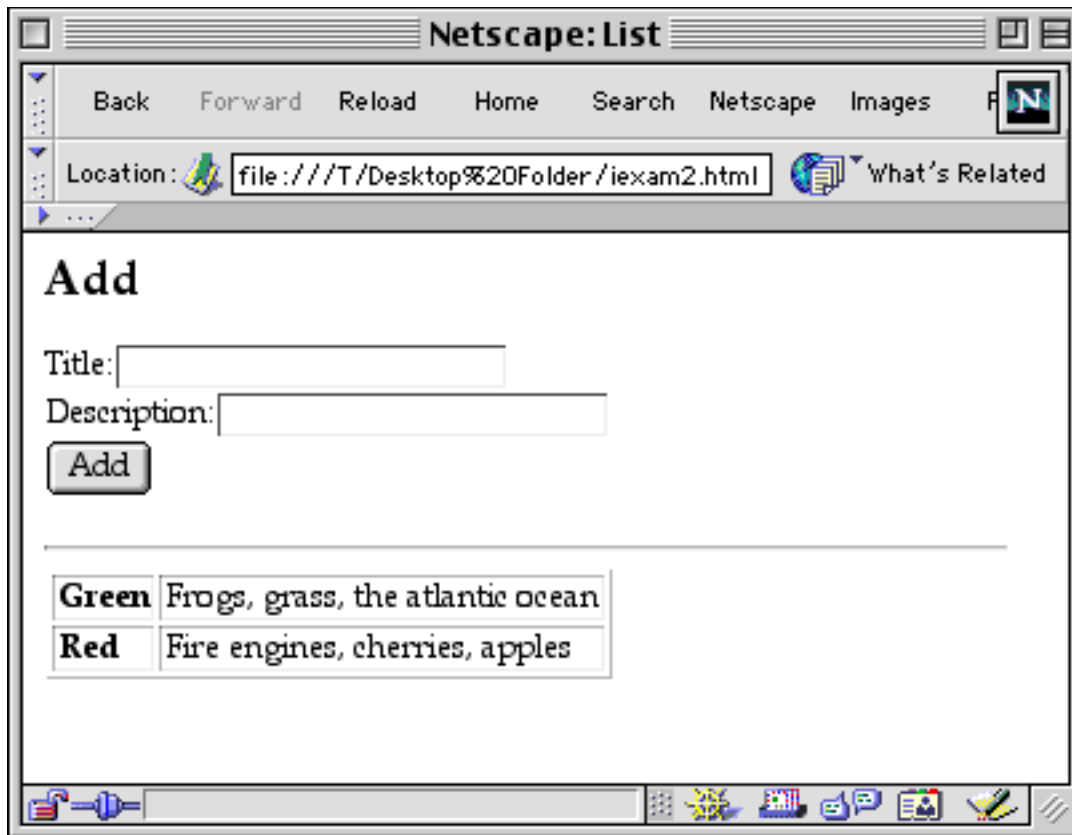 Netscape: List
Back Forward Reload Home Search Netscape Images N
Location: file:///T/Desktop%20Folder/iexam2.html What's Related
...
Add
Title:
Description:
Add
Green Frogs, grass, the atlantic ocean
Red Fire engines, cherries, apples